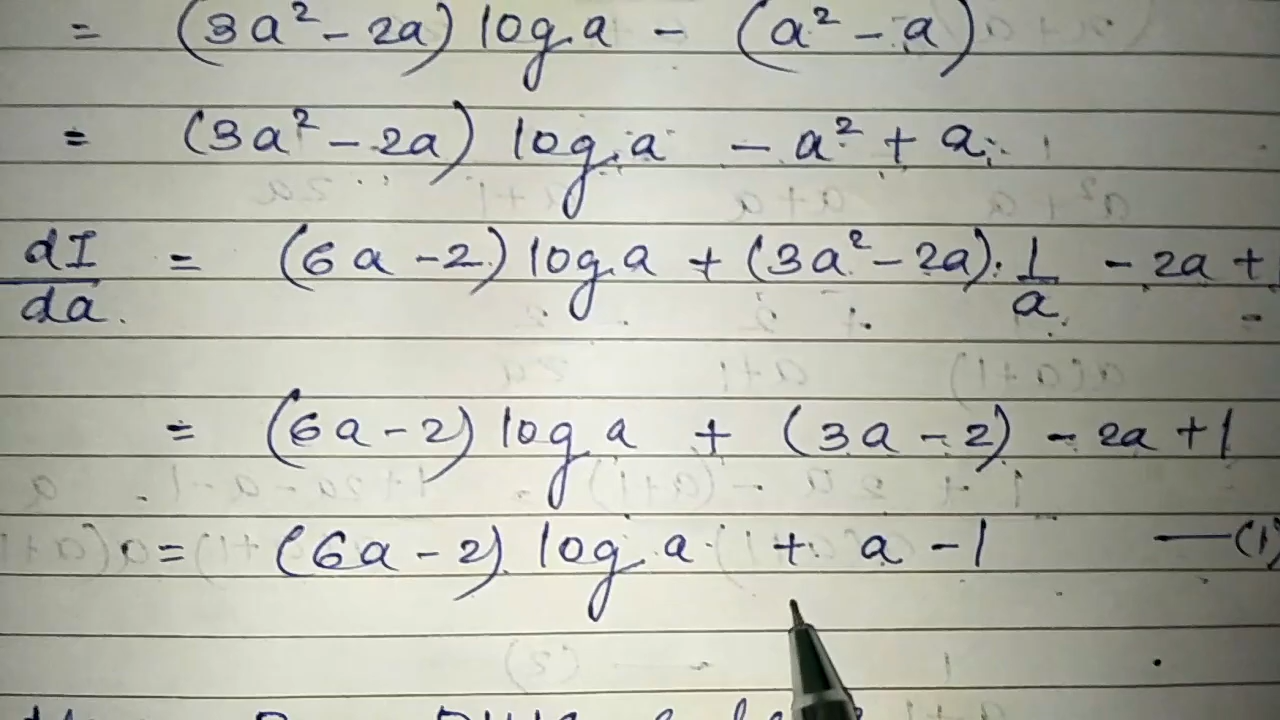 = (3a² - 2a) log a - (a² - a)
= (3a² - 2a) log a - a² + a
dI/da = (6a - 2) log a + (3a² - 2a) · 1/a - 2a + 1
= (6a - 2) log a + (3a - 2) - 2a + 1
= (6a - 2) log a + a - 1 —(1)